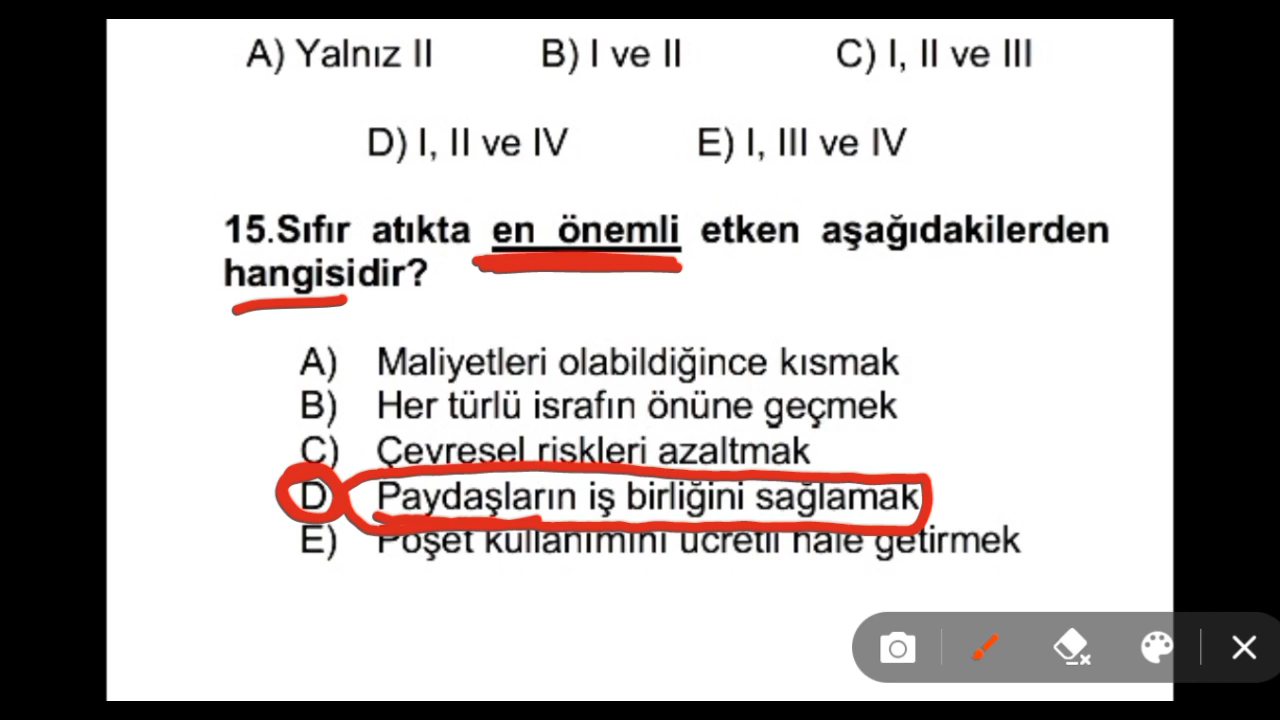 A) Yalnız II B) I ve II C) I, II ve III
D) I, II ve IV E) I, III ve IV
15.Sıfır atıkta en önemli etken aşağıdakilerden
hangisidir?
A) Maliyetleri olabildiğince kısmak
B) Her türlü israfın önüne geçmek
C) Çevresel riskleri azaltmak
D Paydaşların iş birliğini sağlamak
E) Poşet kullanımını ücretli hale getirmek